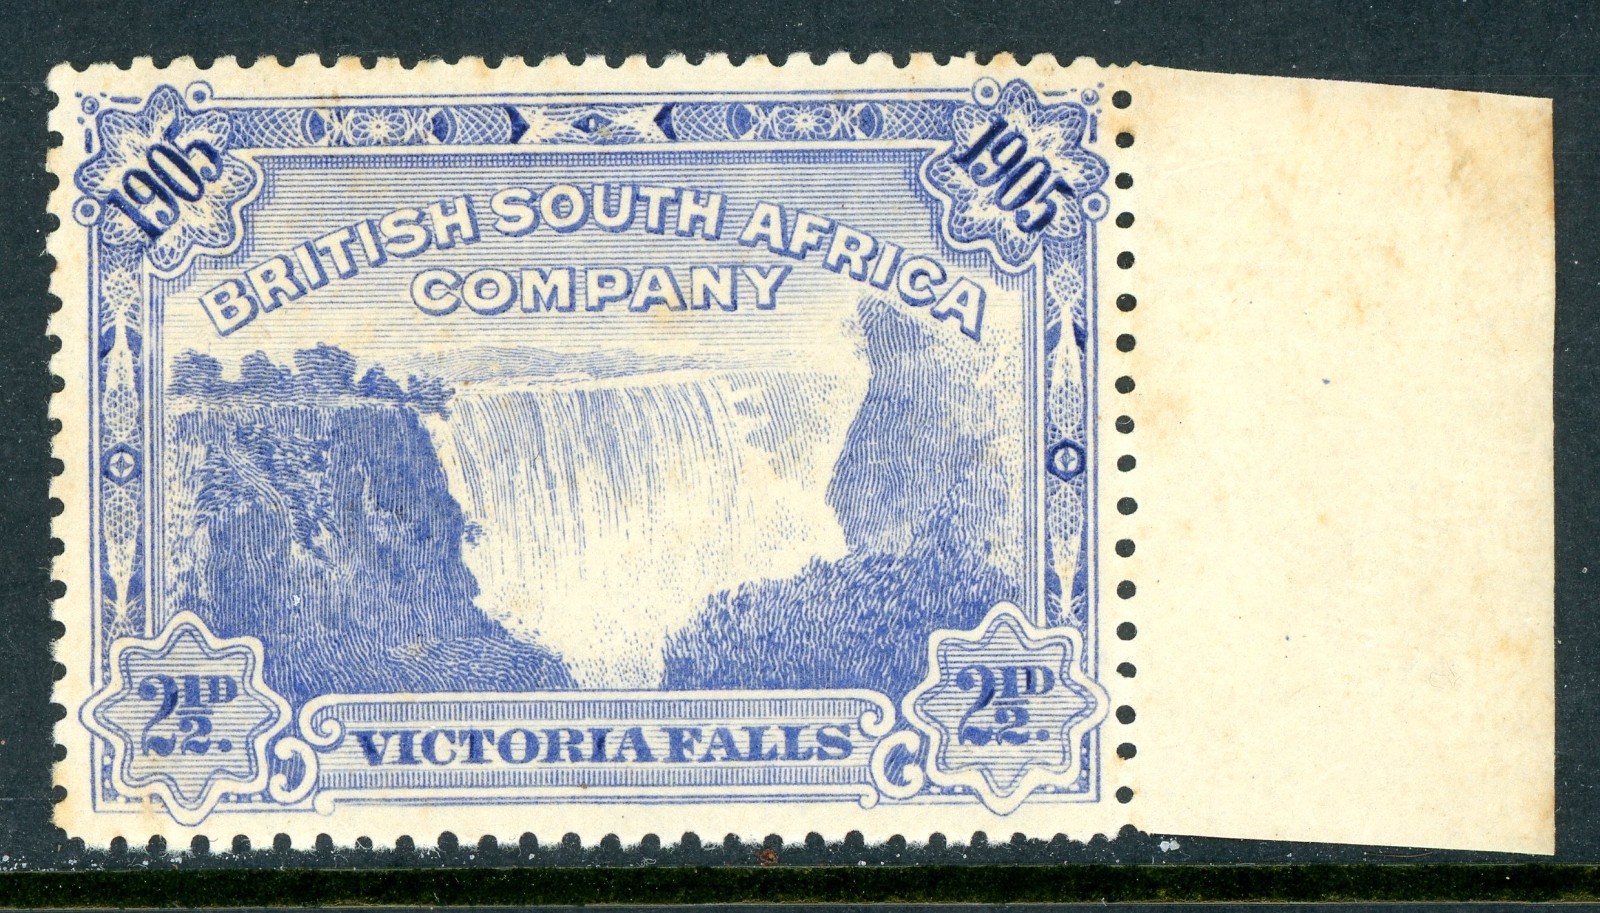 1905 1905
BRITISH SOUTH AFRICA
COMPANY
2½D. 2½D.
VICTORIA FALLS